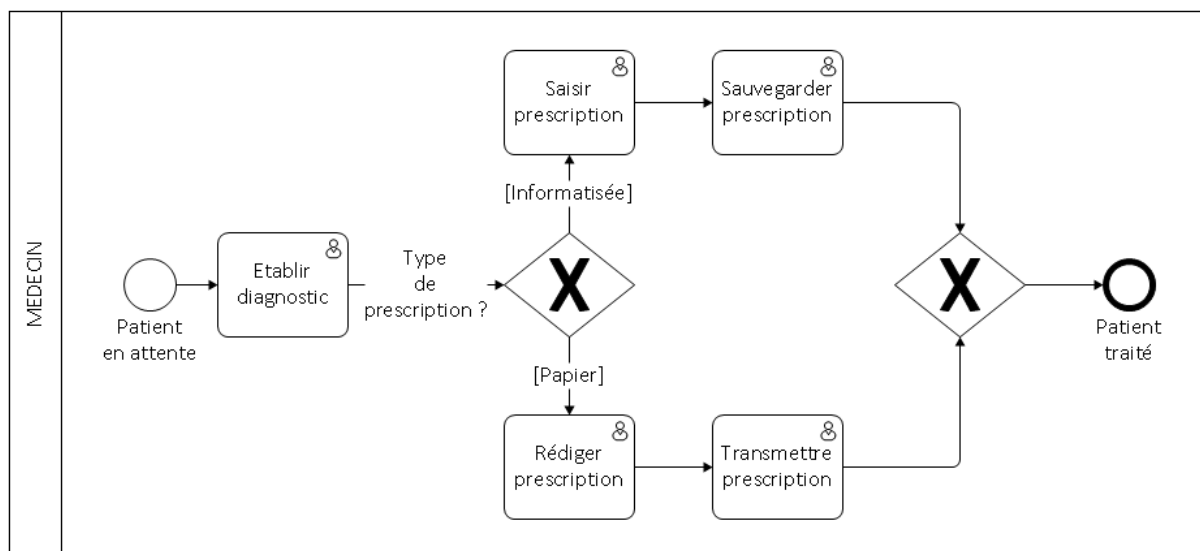 MEDECIN
Patient
en attente
Etablir
diagnostic
Type
de
prescription ?
[Informatisée]
Saisir
prescription
Sauvegarder
prescription
X
[Papier]
Rédiger
prescription
Transmettre
prescription
X
Patient
traité